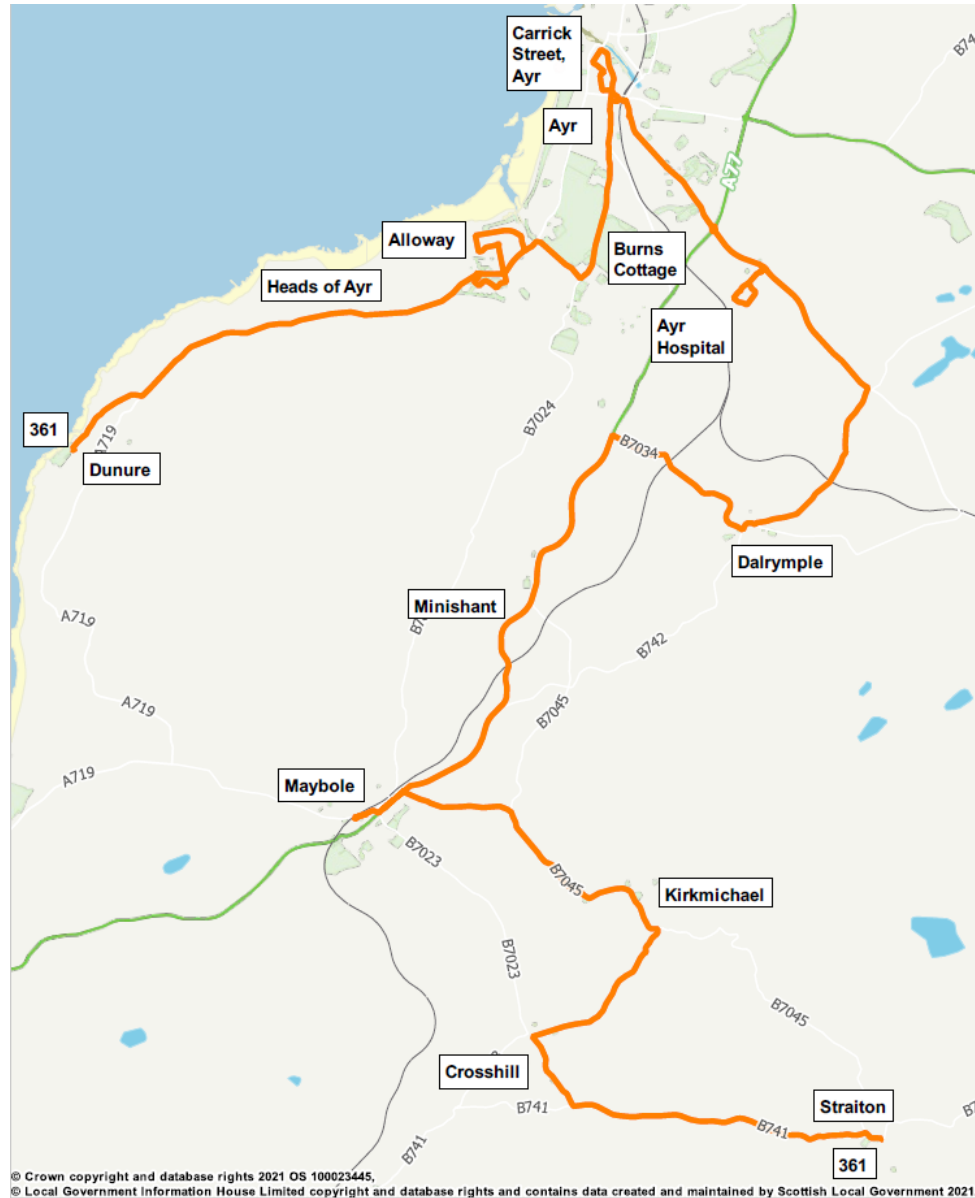 Carrick
Street,
Ayr
B74
Ayr
A77
Alloway
Burns
Cottage
Heads of Ayr
Ayr
Hospital
B7024
361
A719
B7034
Dunure
Dalrymple
Minishant
A719
B742
A719
B7045
A719
Maybole
B7023
B7045
Kirkmichael
B7023
B7045
Crosshill
B741
Straiton
B741
B741
361
© Crown copyright and database rights 2021 OS 100023445,
© Local Government Information House Limited copyright and database rights and contains data created and maintained by Scottish Local Government 2021